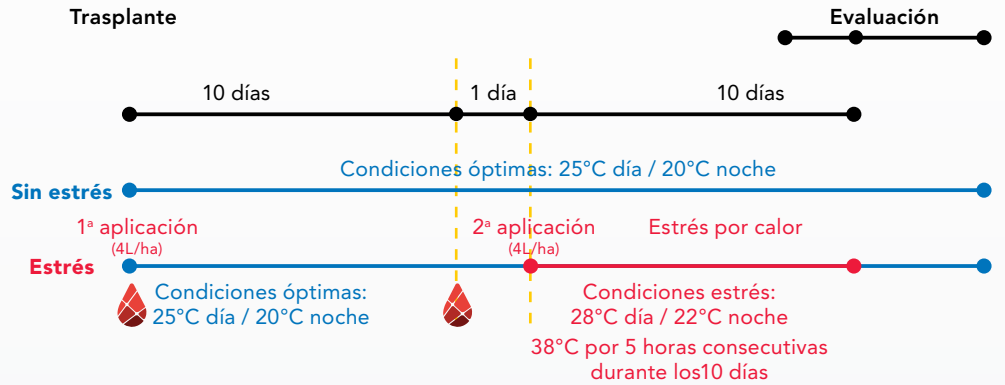 Trasplante
Evaluación
10 días
1 día
10 días
Condiciones óptimas: 25°C día / 20°C noche
Sin estrés
1ª aplicación
(4L/ha)
2ª aplicación
(4L/ha)
Estrés por calor
Estrés
Condiciones óptimas:
25°C día / 20°C noche
Condiciones estrés:
28°C día / 22°C noche
38°C por 5 horas consecutivas
durante los10 días